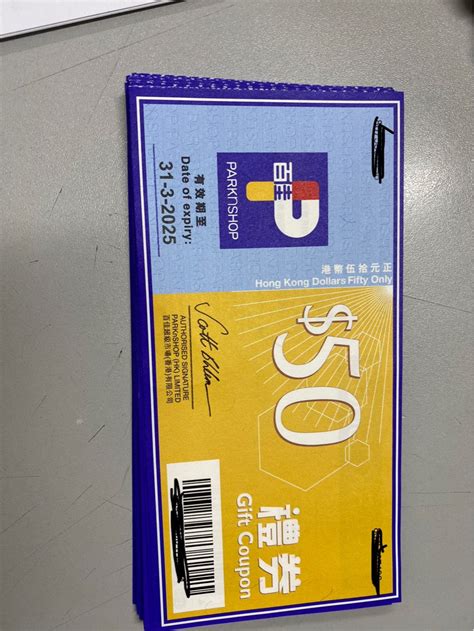 百佳
PARKNSHOP
有效期至
Date of expiry:
31-3-2025
港幣伍拾元正
Hong Kong Dollars Fifty Only
$50
AUTHORISED SIGNATURE
PARKNSHOP (HK) LIMITED
百佳超級市場(香港)有限公司
禮券
Gift Coupon